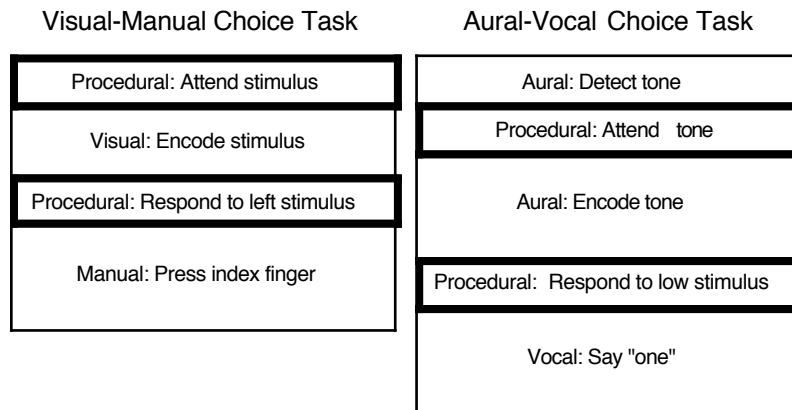 Visual-Manual Choice Task
Procedural: Attend stimulus
Visual: Encode stimulus
Procedural: Respond to left stimulus
Manual: Press index finger
Aural-Vocal Choice Task
Aural: Detect tone
Procedural: Attend tone
Aural: Encode tone
Procedural: Respond to low stimulus
Vocal: Say "one"